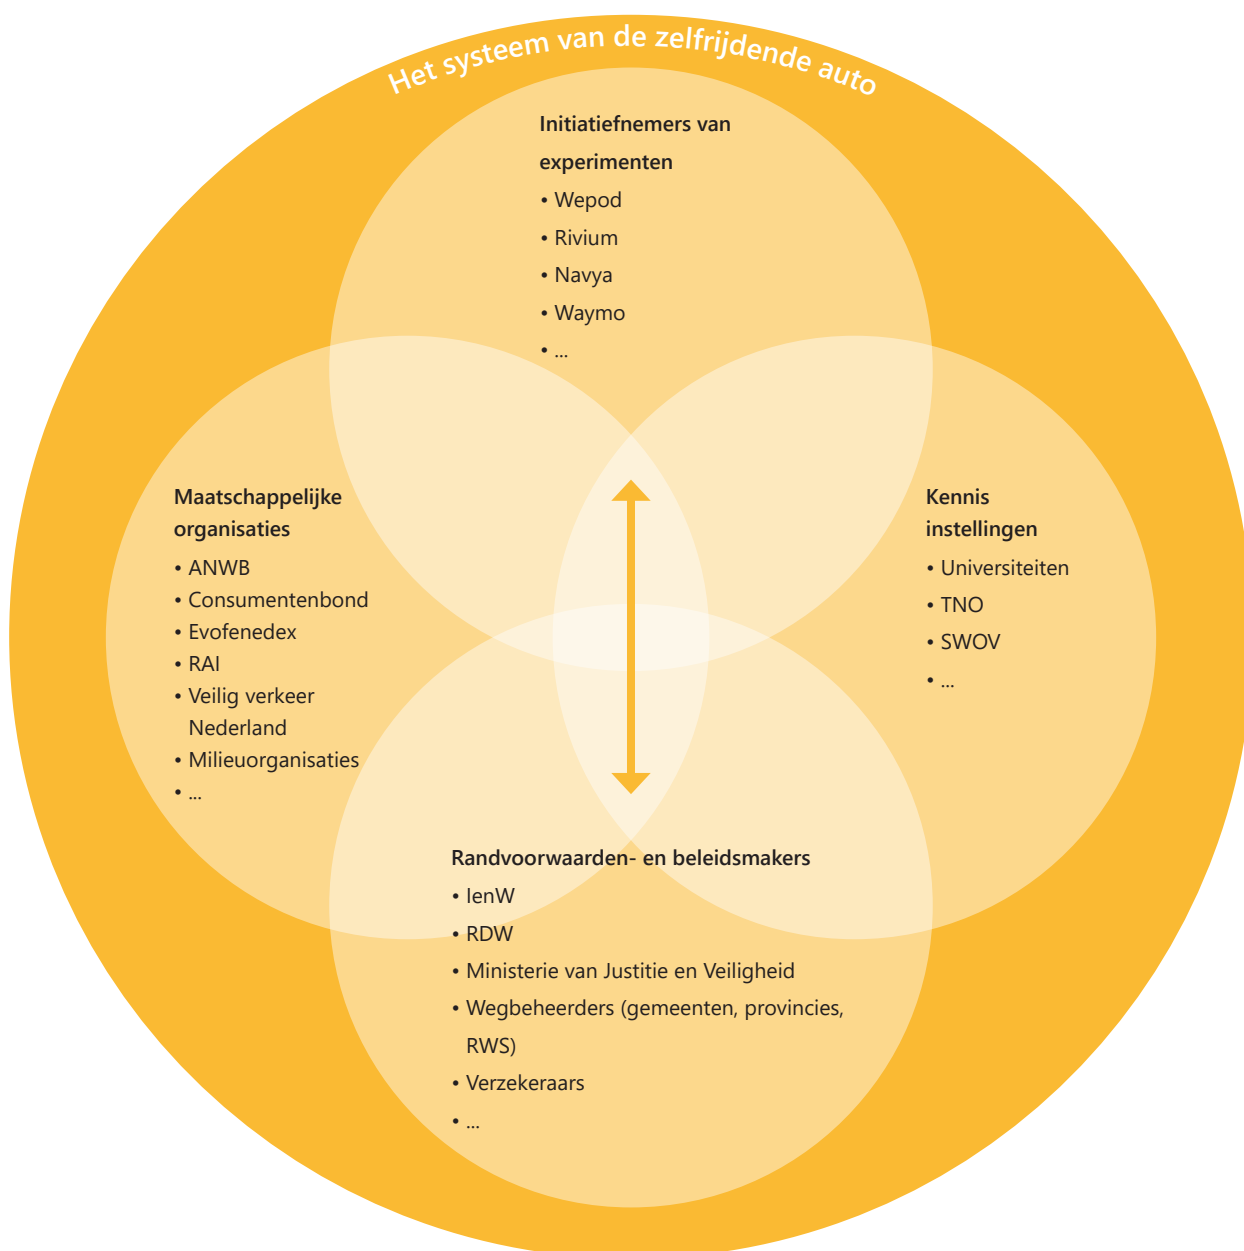 Het systeem van de zelfrijdende auto
Initiatiefnemers van
experimenten
• Wepod
• Rivium
• Navya
• Waymo
• ...
Maatschappelijke
organisaties
• ANWB
• Consumentenbond
• Evofenedex
• RAI
• Veilig verkeer
Nederland
• Milieuorganisaties
• ...
Kennis
instellingen
• Universiteiten
• TNO
• SWOV
• ...
Randvoorwaarden- en beleidsmakers
• IenW
• RDW
• Ministerie van Justitie en Veiligheid
• Wegbeheerders (gemeenten, provincies,
RWS)
• Verzekeraars
• ...